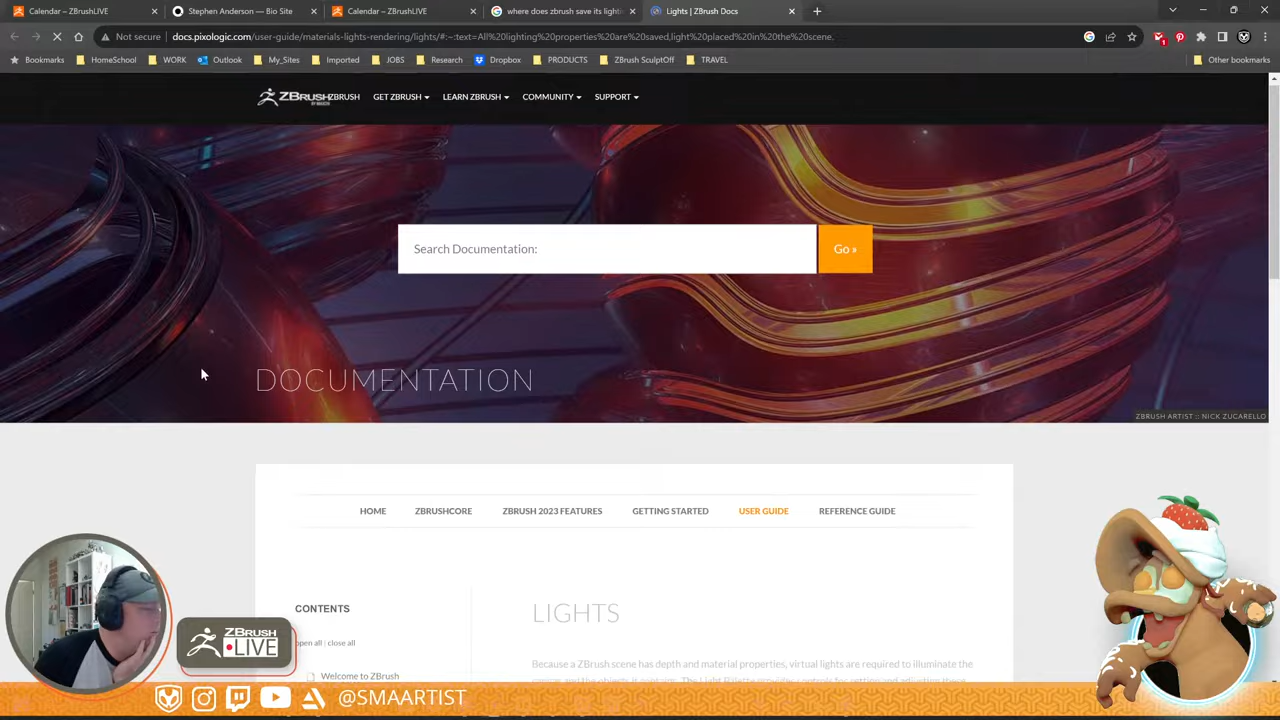 Calendar – ZBrushLIVE
Stephen Anderson — Bio Site
Calendar – ZBrushLIVE
where does zbrush save its lightin
Lights | ZBrush Docs
Not secure
docs.pixologic.com/user-guide/materials-lights-rendering/lights/#:~:text=All%20lighting%20properties%20are%20saved,light%20placed%20in%20the%20scene.
1
Bookmarks
HomeSchool
WORK
Outlook
My_Sites
Imported
JOBS
Research
Dropbox
PRODUCTS
ZBrush SculptOff
TRAVEL
Other bookmarks
ZBRUSH
ZBRUSH
GET ZBRUSH
LEARN ZBRUSH
COMMUNITY
SUPPORT
Search Documentation:
Go »
DOCUMENTATION
ZBRUSH ARTIST :: NICK ZUCARELLO
HOME
ZBRUSHCORE
ZBRUSH 2023 FEATURES
GETTING STARTED
USER GUIDE
REFERENCE GUIDE
CONTENTS
open all | close all
Welcome to ZBrush
LIGHTS
Because a ZBrush scene has depth and material properties, virtual lights are required to illuminate the
ZBRUSH
LIVE
@SMAARTIST